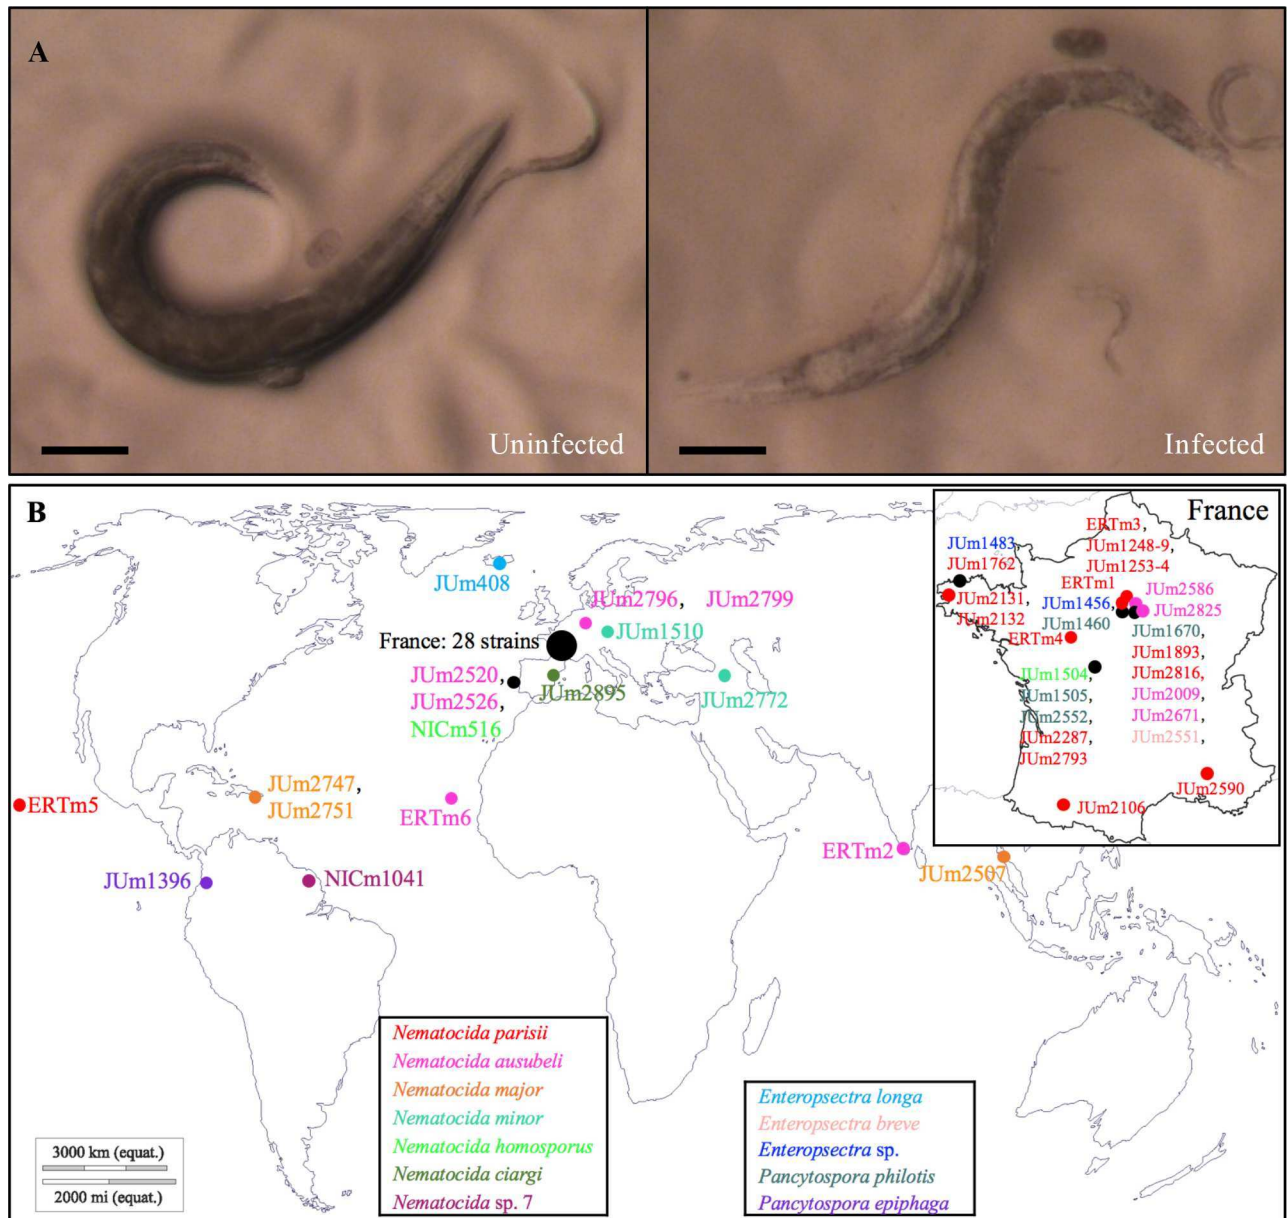 A
Uninfected
Infected
B
France
ERTm3,
JUm1248-9,
JUm1253-4
ERTm1
JUm1483,
JUm1762
JUm2131,
JUm2132
JUm1456,
JUm1460
JUm2586
JUm2825
ERTm4
JUm1670,
JUm1893,
JUm2816,
JUm2009,
JUm2671,
JUm2551,
JUm1504,
JUm1505,
JUm2552,
JUm2287,
JUm2793
JUm2590
JUm2106
JUm408
JUm2796, JUm2799
JUm1510
France: 28 strains
JUm2520,
JUm2526,
NICm516
JUm2895
JUm2772
JUm2747,
JUm2751
ERTm5
ERTm6
ERTm2
JUm2507
JUm1396
NICm1041
Nematocida parisii
Nematocida ausubeli
Nematocida major
Nematocida minor
Nematocida homosporus
Nematocida ciargi
Nematocida sp. 7
Enteropsectra longa
Enteropsectra breve
Enteropsectra sp.
Pancytospora philotis
Pancytospora epiphaga
3000 km (equat.)
2000 mi (equat.)